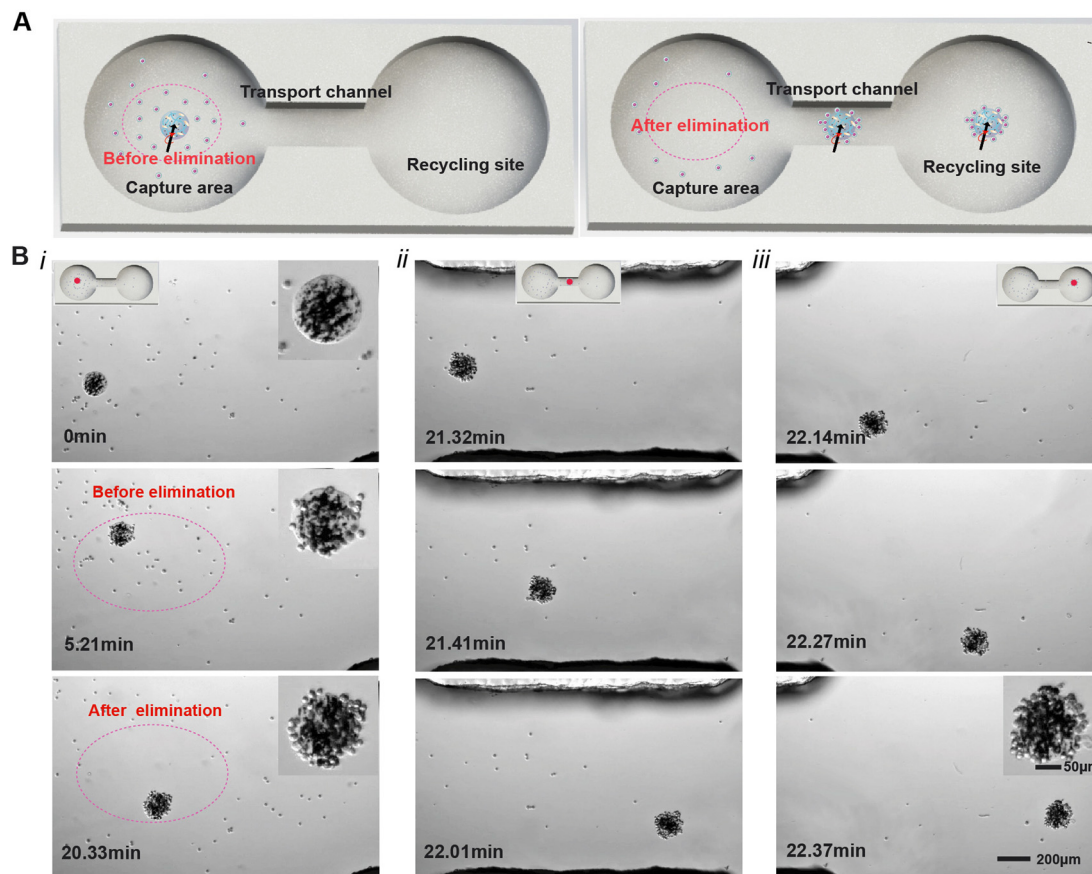 A
Transport channel
Before elimination
Capture area
Recycling site
Transport channel
After elimination
Capture area
Recycling site
B
i
ii
iii
0min
21.32min
22.14min
Before elimination
5.21min
21.41min
22.27min
After elimination
20.33min
22.01min
50µm
22.37min
200µm